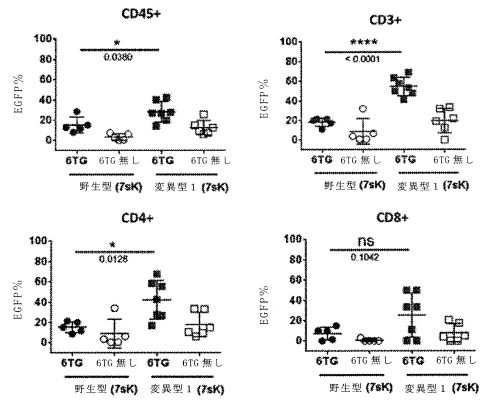 CD45+
EGFP%
100
80
60
40
20
0
*
0.0380
6TG
6TG 無し
6TG
6TG 無し
野生型 (7sK)
変異型 1 (7sK)
CD3+
EGFP%
100
80
60
40
20
0
****
< 0.0001
6TG
6TG 無し
6TG
6TG 無し
野生型 (7sK)
変異型 1 (7sK)
CD4+
EGFP%
100
80
60
40
20
0
*
0.0128
6TG
6TG 無し
6TG
6TG 無し
野生型 (7sK)
変異型 1 (7sK)
CD8+
EGFP%
100
80
60
40
20
0
ns
0.1042
6TG
6TG 無し
6TG
6TG 無し
野生型 (7sK)
変異型 1 (7sK)